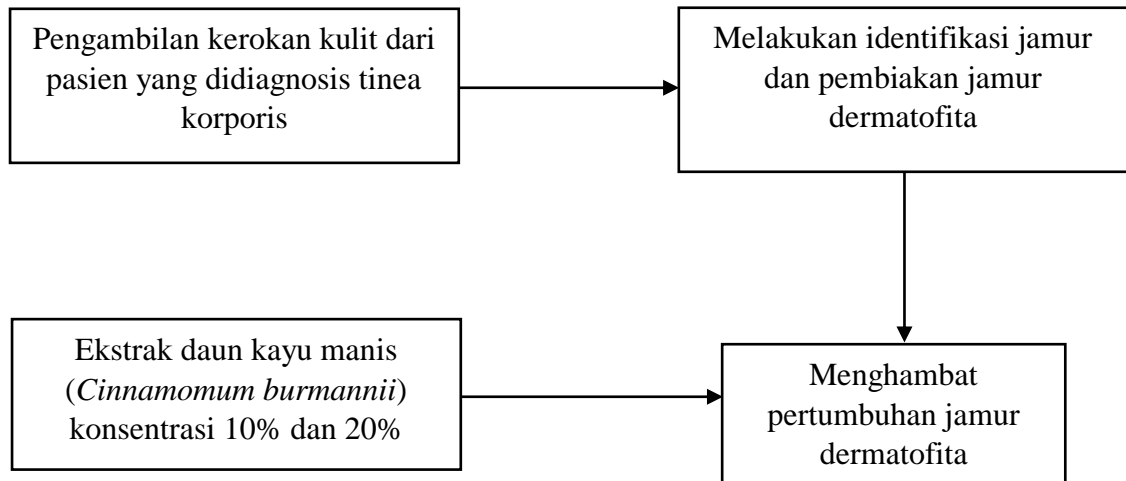 Pengambilan kerokan kulit dari
pasien yang didiagnosis tinea
korporis
Melakukan identifikasi jamur
dan pembiakan jamur
dermatofita
Ekstrak daun kayu manis
(Cinnamomum burmannii)
konsentrasi 10% dan 20%
Menghambat
pertumbuhan jamur
dermatofita